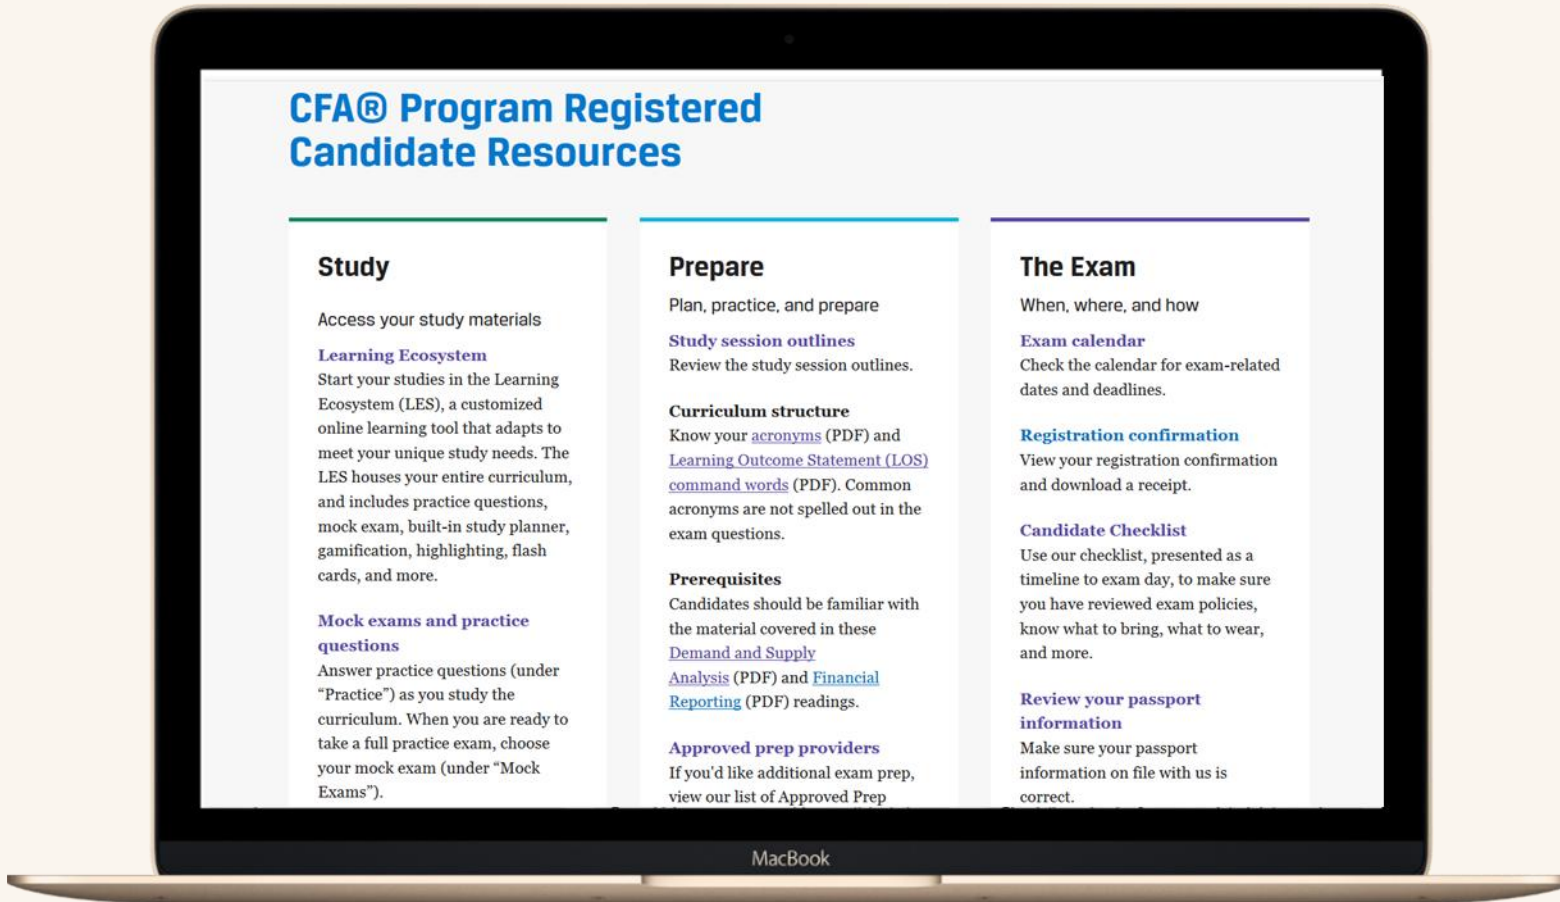 CFA® Program Registered
Candidate Resources
Study
Access your study materials
Learning Ecosystem
Start your studies in the Learning
Ecosystem (LES), a customized
online learning tool that adapts to
meet your unique study needs. The
LES houses your entire curriculum,
and includes practice questions,
mock exam, built-in study planner,
gamification, highlighting, flash
cards, and more.
Mock exams and practice
questions
Answer practice questions (under
“Practice”) as you study the
curriculum. When you are ready to
take a full practice exam, choose
your mock exam (under “Mock
Exams”).
Prepare
Plan, practice, and prepare
Study session outlines
Review the study session outlines.
Curriculum structure
Know your acronyms (PDF) and
Learning Outcome Statement (LOS)
command words (PDF). Common
acronyms are not spelled out in the
exam questions.
Prerequisites
Candidates should be familiar with
the material covered in these
Demand and Supply
Analysis (PDF) and Financial
Reporting (PDF) readings.
Approved prep providers
If you'd like additional exam prep,
view our list of Approved Prep
The Exam
When, where, and how
Exam calendar
Check the calendar for exam-related
dates and deadlines.
Registration confirmation
View your registration confirmation
and download a receipt.
Candidate Checklist
Use our checklist, presented as a
timeline to exam day, to make sure
you have reviewed exam policies,
know what to bring, what to wear,
and more.
Review your passport
information
Make sure your passport
information on file with us is
correct.
MacBook